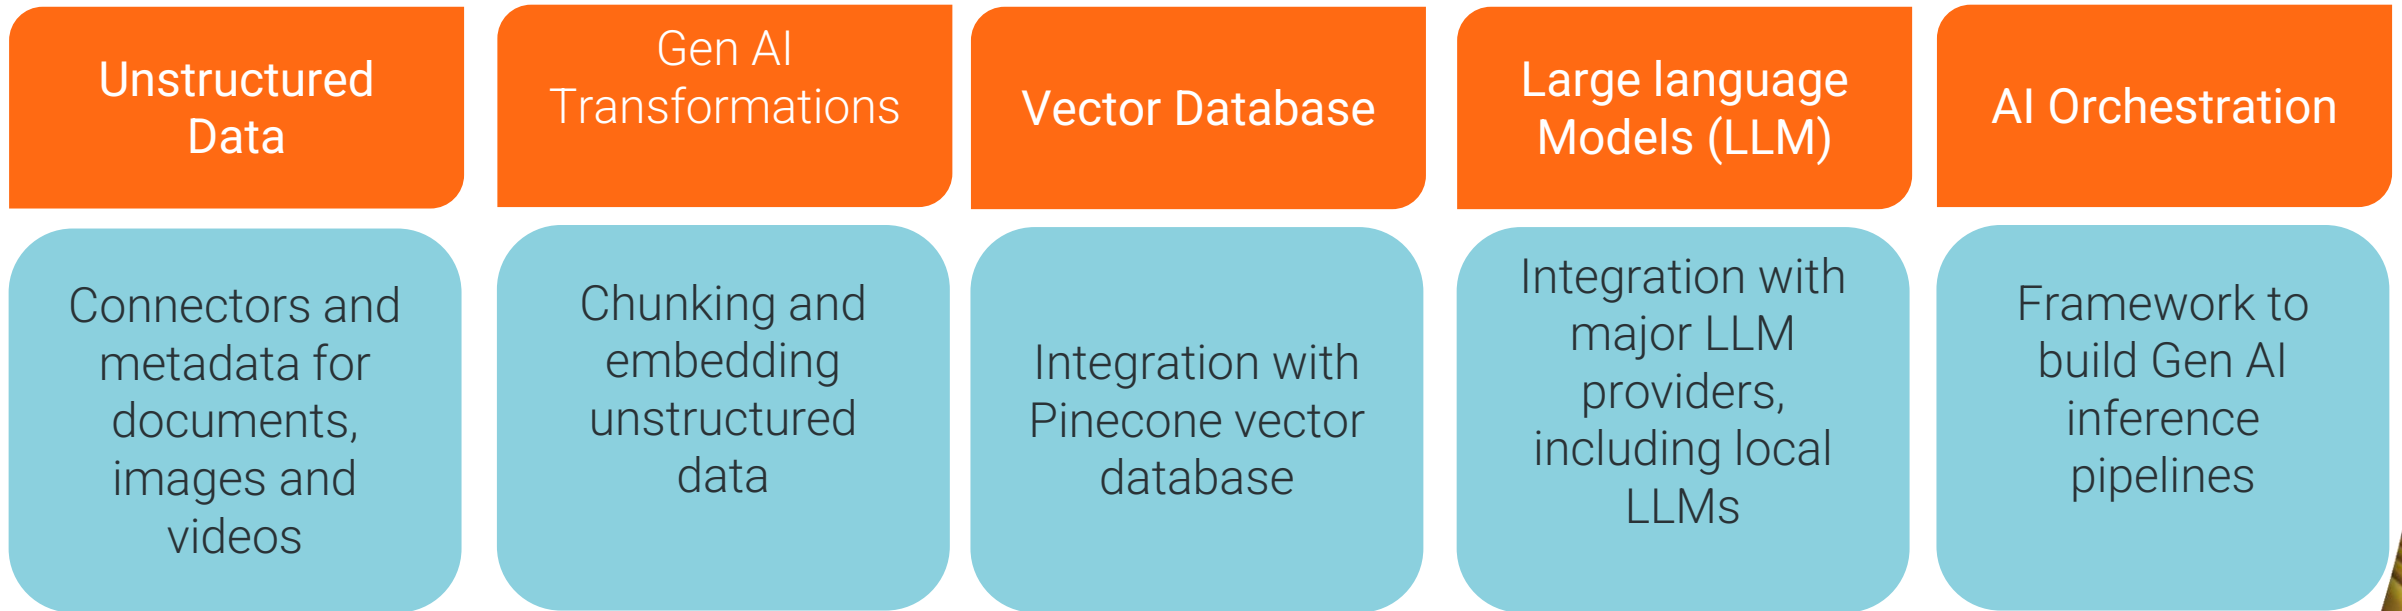 Unstructured
Data
Gen AI
Transformations
Vector Database
Large language
Models (LLM)
AI Orchestration
Connectors and
metadata for
documents,
images and
videos
Chunking and
embedding
unstructured
data
Integration with
Pinecone vector
database
Integration with
major LLM
providers,
including local
LLMs
Framework to
build Gen AI
inference
pipelines